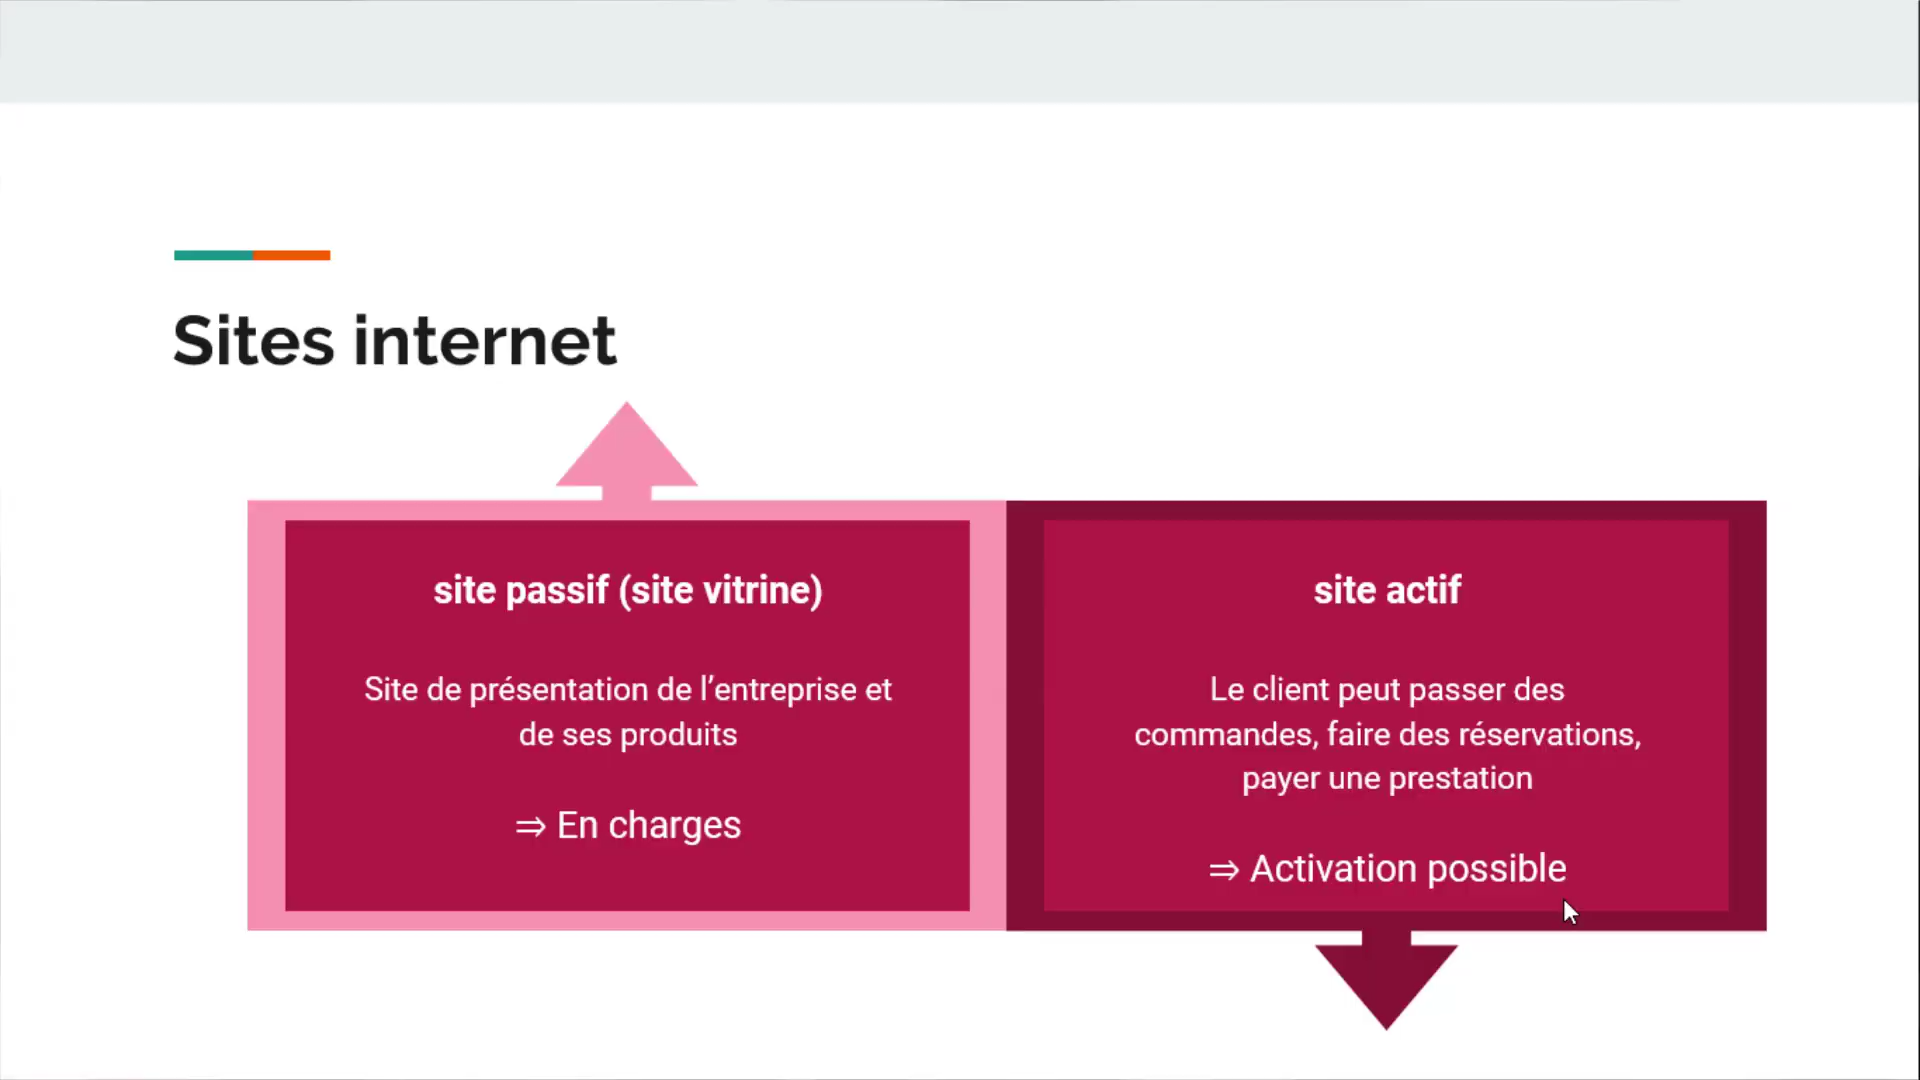 Sites internet
site passif (site vitrine)
Site de présentation de l’entreprise et
de ses produits
⇒ En charges
site actif
Le client peut passer des
commandes, faire des réservations,
payer une prestation
⇒ Activation possible